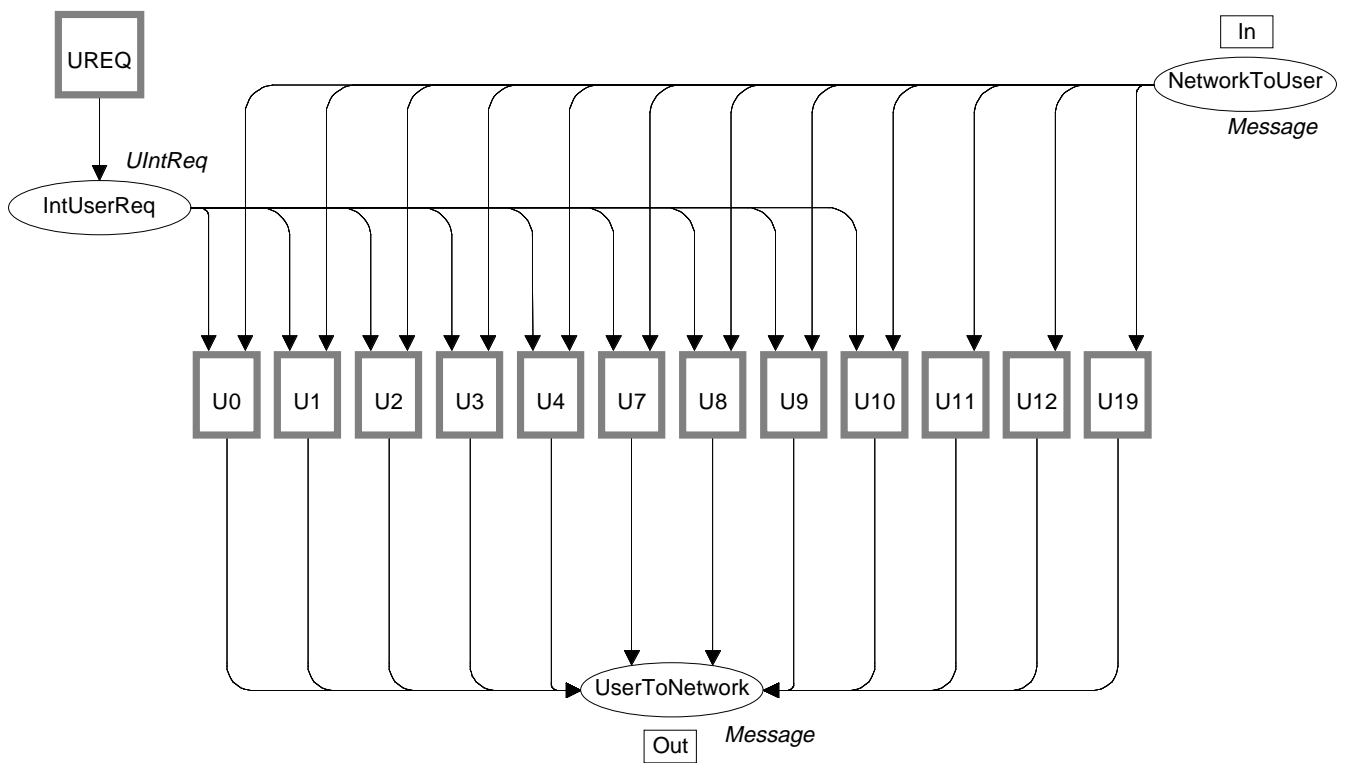 In
UREQ
NetworkToUser
Message
UIntReq
IntUserReq
U0 U1 U2 U3 U4 U7 U8 U9 U10 U11 U12 U19
UserToNetwork
Message
Out